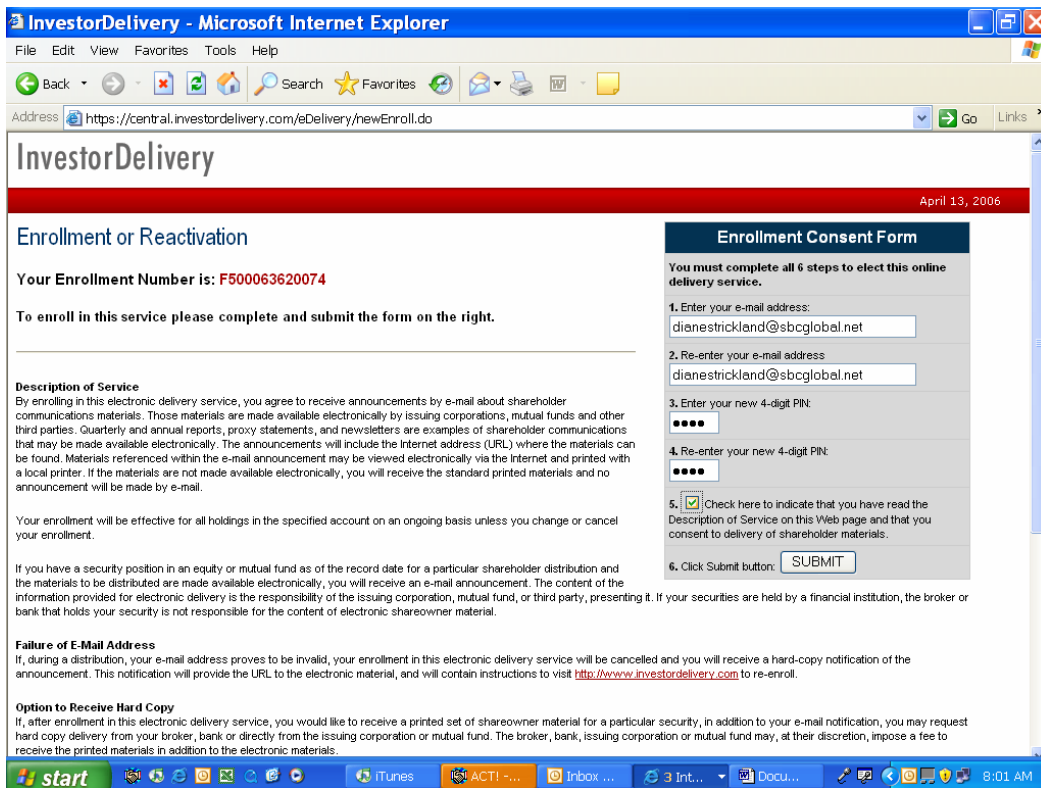 InvestorDelivery - Microsoft Internet Explorer
File Edit View Favorites Tools Help
Back Search Favorites
Address https://central.investordelivery.com/eDelivery/newEnroll.do Go Links
InvestorDelivery
April 13, 2006
Enrollment or Reactivation
Your Enrollment Number is: F500063620074
To enroll in this service please complete and submit the form on the right.
Enrollment Consent Form
You must complete all 6 steps to elect this online
delivery service.
1. Enter your e-mail address:
dianestrickland@sbcglobal.net
2. Re-enter your e-mail address
dianestrickland@sbcglobal.net
3. Enter your new 4-digit PIN:
••••
4. Re-enter your new 4-digit PIN:
••••
5. Check here to indicate that you have read the
Description of Service on this Web page and that you
consent to delivery of shareholder materials.
6. Click Submit button: SUBMIT
Description of Service
By enrolling in this electronic delivery service, you agree to receive announcements by e-mail about shareholder
communications materials. Those materials are made available electronically by issuing corporations, mutual funds and other
third parties. Quarterly and annual reports, proxy statements, and newsletters are examples of shareholder communications
that may be made available electronically. The announcements will include the Internet address (URL) where the materials can
be found. Materials referenced within the e-mail announcement may be viewed electronically via the Internet and printed with
a local printer. If the materials are not made available electronically, you will receive the standard printed materials and no
announcement will be made by e-mail.
Your enrollment will be effective for all holdings in the specified account on an ongoing basis unless you change or cancel
your enrollment.
If you have a security position in an equity or mutual fund as of the record date for a particular shareholder distribution and
the materials to be distributed are made available electronically, you will receive an e-mail announcement. The content of the
information provided for electronic delivery is the responsibility of the issuing corporation, mutual fund, or third party, presenting it. If your securities are held by a financial institution, the broker or
bank that holds your security is not responsible for the content of electronic shareowner material.
Failure of E-Mail Address
If, during a distribution, your e-mail address proves to be invalid, your enrollment in this electronic delivery service will be cancelled and you will receive a hard-copy notification of the
announcement. This notification will provide the URL to the electronic material, and will contain instructions to visit http://www.investordelivery.com to re-enroll.
Option to Receive Hard Copy
If, after enrollment in this electronic delivery service, you would like to receive a printed set of shareowner material for a particular security, in addition to your e-mail notification, you may request
hard copy delivery from your broker, bank or directly from the issuing corporation or mutual fund. The broker, bank, issuing corporation or mutual fund may, at their discretion, impose a fee to
receive the printed materials in addition to the electronic materials.
start iTunes ACT! -... Inbox ... 3 Int... Docu... 8:01 AM